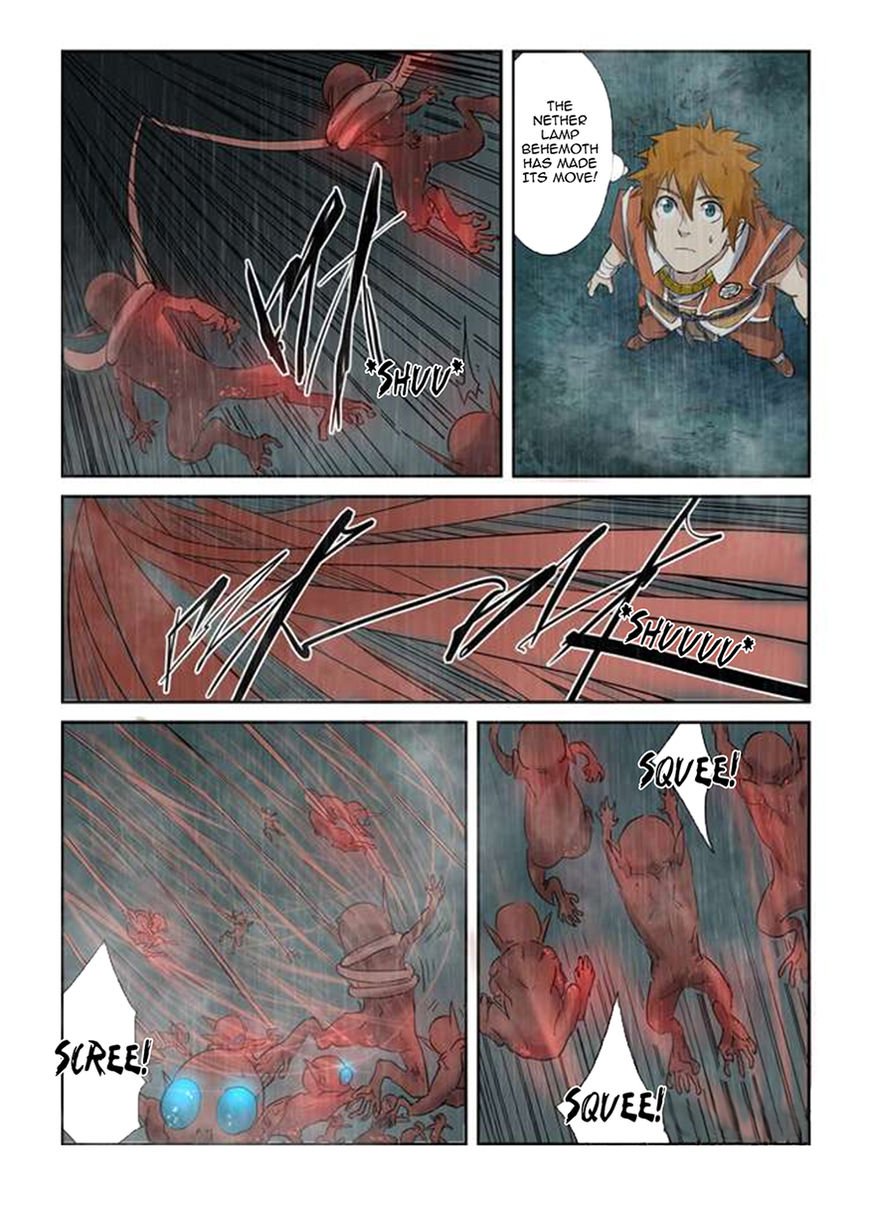 THE
NETHER
LAMP
BEHEMOTH
HAS MADE
ITS MOVE!
*SHUU*
*SHUUUU*
SQUEE!
SCREE!
SQUEE!